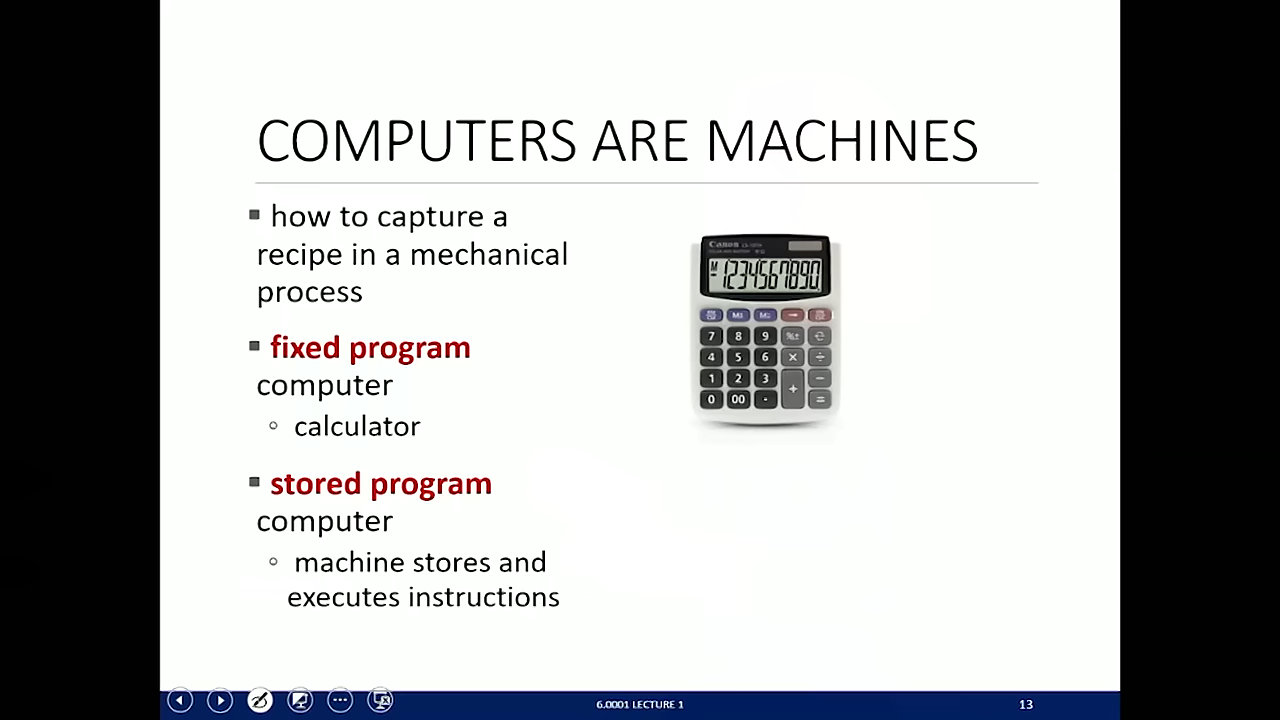 COMPUTERS ARE MACHINES
how to capture a
recipe in a mechanical
process
fixed program
computer
calculator
stored program
computer
machine stores and
executes instructions
Canon
M 1234567890
7 8 9 %± 
4 5 6 × ÷
1 2 3 + −
0 00 · =
6.0001 LECTURE 1
13